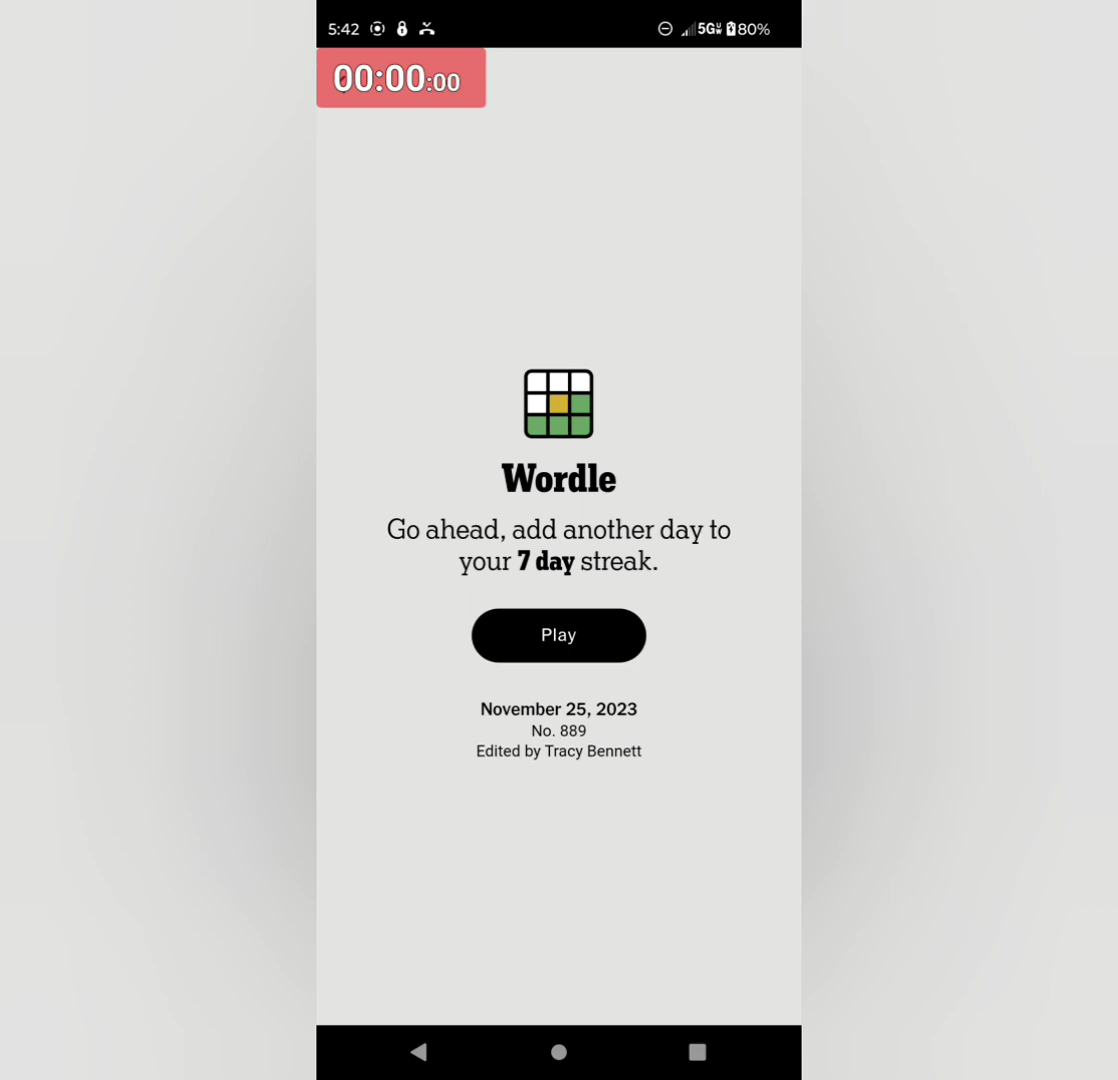 5:42 5G 80%
00:00:00
Wordle
Go ahead, add another day to
your 7 day streak.
Play
November 25, 2023
No. 889
Edited by Tracy Bennett